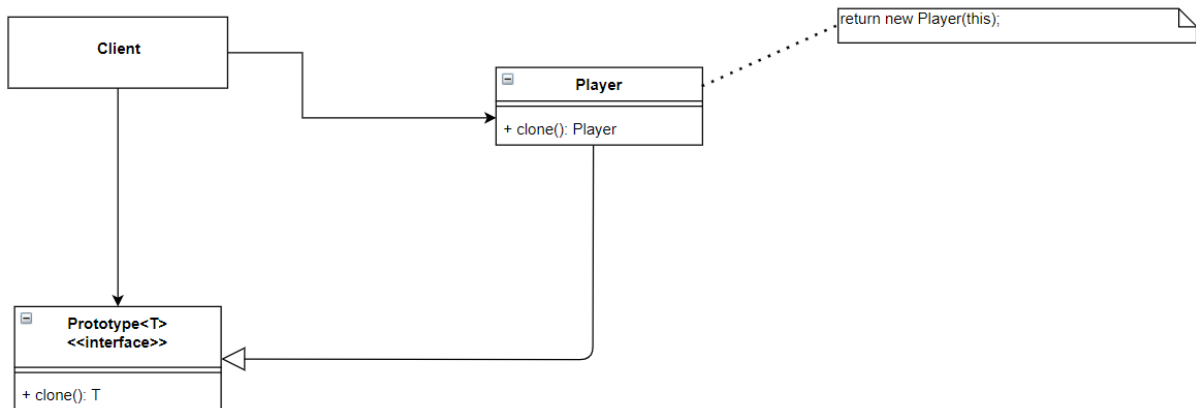 Client
return new Player(this);
Player
+ clone(): Player
Prototype<T>
<<interface>>
+ clone(): T